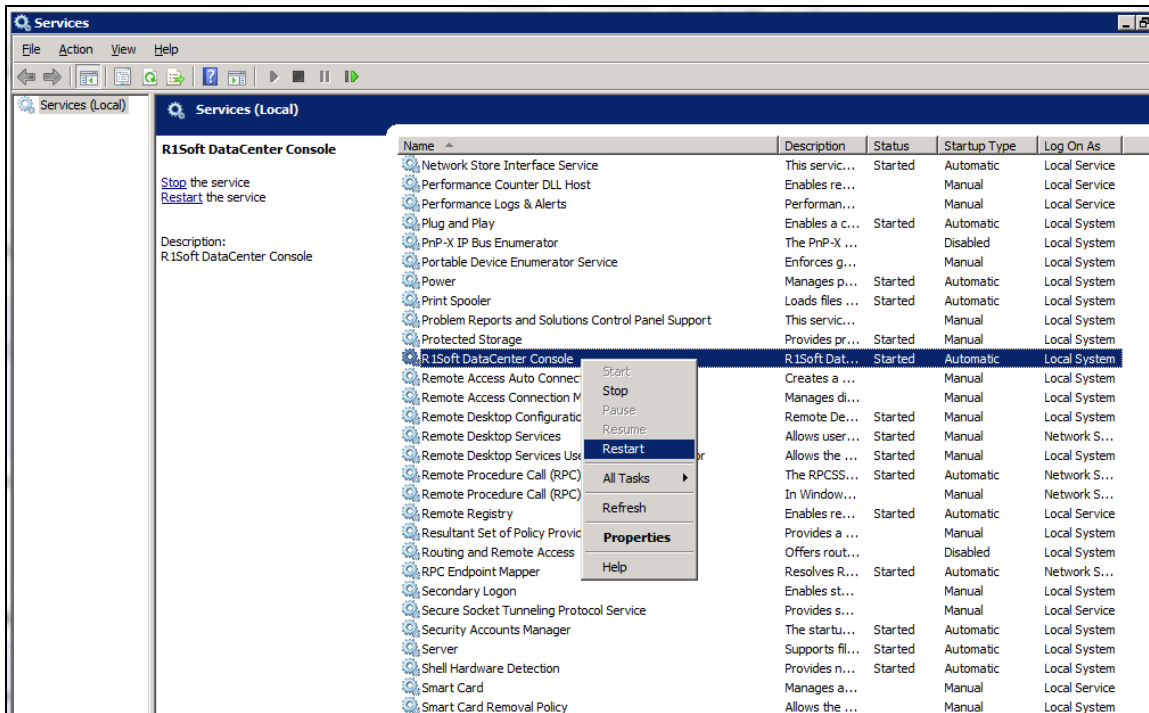 Services
File Action View Help
Services (Local)
Services (Local)
R1Soft DataCenter Console
Stop the service
Restart the service
Description:
R1Soft DataCenter Console
Name Description Status Startup Type Log On As
Network Store Interface Service This servic... Started Automatic Local Service
Performance Counter DLL Host Enables re... Manual Local Service
Performance Logs & Alerts Performan... Manual Local Service
Plug and Play Enables a c... Started Automatic Local System
PnP-X IP Bus Enumerator The PnP-X ... Disabled Local System
Portable Device Enumerator Service Enforces g... Manual Local System
Power Manages p... Started Automatic Local System
Print Spooler Loads files ... Started Automatic Local System
Problem Reports and Solutions Control Panel Support This servic... Manual Local System
Protected Storage Provides pr... Started Manual Local System
R1Soft DataCenter Console R1Soft Dat... Started Automatic Local System
Remote Access Auto Connec Creates a ... Manual Local System
Remote Access Connection M Manages di... Manual Local System
Remote Desktop Configuratio Remote De... Started Manual Local System
Remote Desktop Services Allows user... Started Manual Network S...
Remote Desktop Services Use or Allows the ... Started Manual Local System
Remote Procedure Call (RPC) The RPCSS... Started Automatic Network S...
Remote Procedure Call (RPC) In Window... Manual Network S...
Remote Registry Enables re... Started Automatic Local Service
Resultant Set of Policy Provid Provides a ... Manual Local System
Routing and Remote Access Offers rout... Disabled Local System
RPC Endpoint Mapper Resolves R... Started Automatic Network S...
Secondary Logon Enables st... Manual Local System
Secure Socket Tunneling Protocol Service Provides s... Manual Local Service
Security Accounts Manager The startu... Started Automatic Local System
Server Supports fil... Started Automatic Local System
Shell Hardware Detection Provides n... Started Automatic Local System
Smart Card Manages a... Manual Local Service
Smart Card Removal Policy Allows the ... Manual Local System
Start
Stop
Pause
Resume
Restart
All Tasks
Refresh
Properties
Help